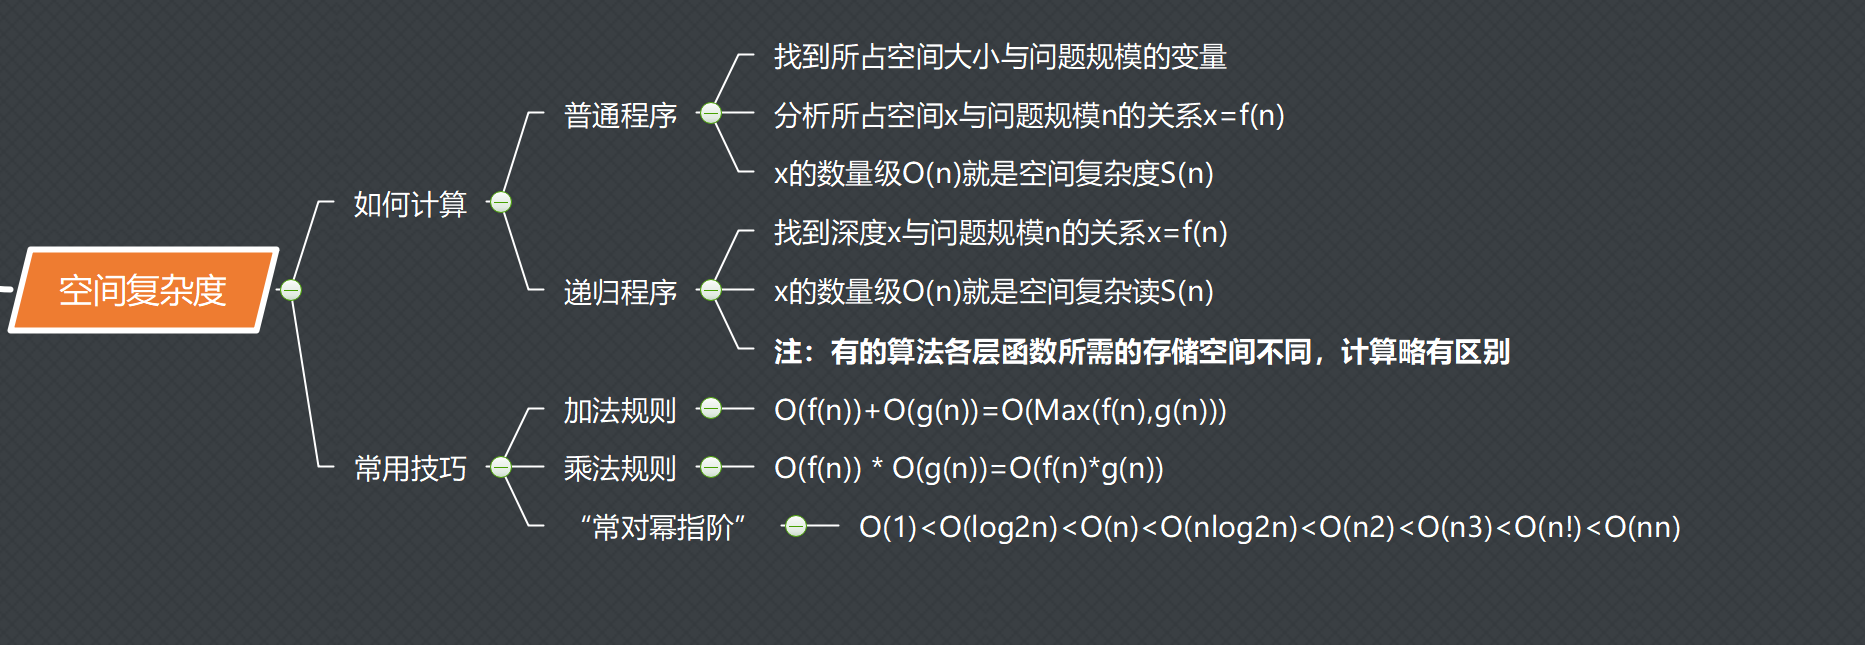 空间复杂度
如何计算
普通程序
找到所占空间大小与问题规模的变量
分析所占空间x与问题规模n的关系x=f(n)
x的数量级O(n)就是空间复杂度S(n)
递归程序
找到深度x与问题规模n的关系x=f(n)
x的数量级O(n)就是空间复杂读S(n)
注：有的算法各层函数所需的存储空间不同，计算略有区别
常用技巧
加法规则
O(f(n))+O(g(n))=O(Max(f(n),g(n)))
乘法规则
O(f(n)) * O(g(n))=O(f(n)*g(n))
“常对幂指阶”
O(1)<O(log2n)<O(n)<O(nlog2n)<O(n2)<O(n3)<O(n!)<O(nn)